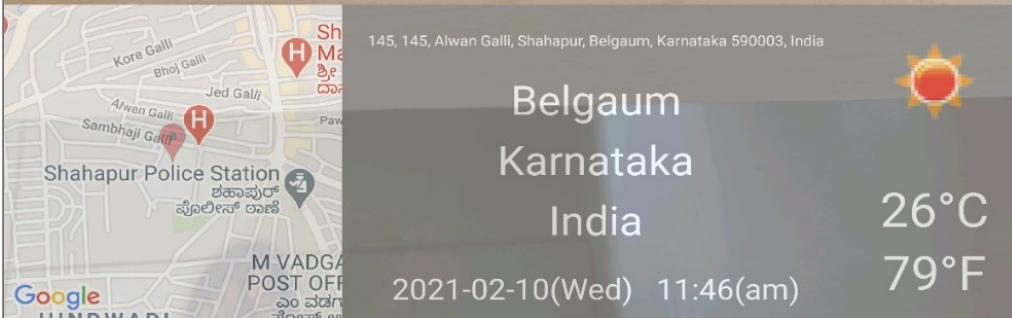 Kore Galli
Bhoj Galli
Jed Galli
Alwan Galli
Sambhaji Galli
H
H
Shahapur Police Station
ಶಹಾಪುರ್
ಪೊಲೀಸ್ ಠಾಣೆ
M VADGA
POST OFF
ಎಂ ವಡಗ
Google
145, 145, Alwan Galli, Shahapur, Belgaum, Karnataka 590003, India
Belgaum
Karnataka
India
2021-02-10(Wed) 11:46(am)
26°C
79°F